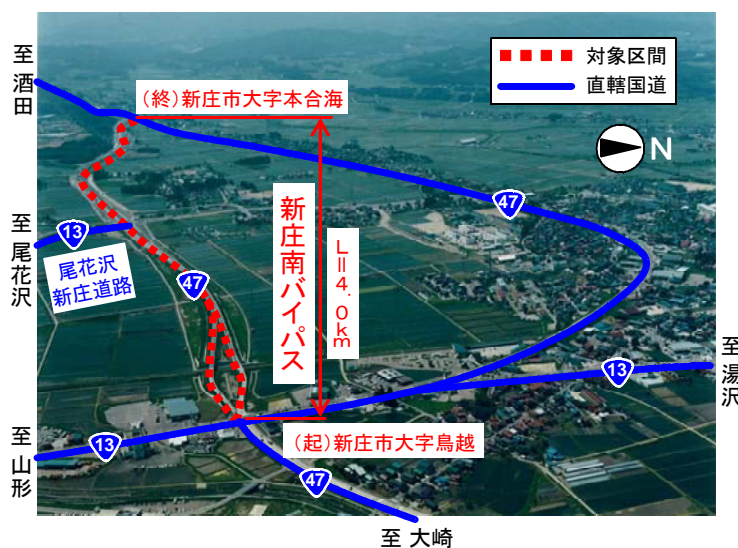 至
酒
田
対象区間
直轄国道
(終)新庄市大字本合海
N
47
至
尾
花
沢
13
尾花沢
新庄道路
47
新庄南バイパス
L=4.0km
13
至
湯
沢
至
山
形
13
(起)新庄市大字鳥越
47
至 大崎